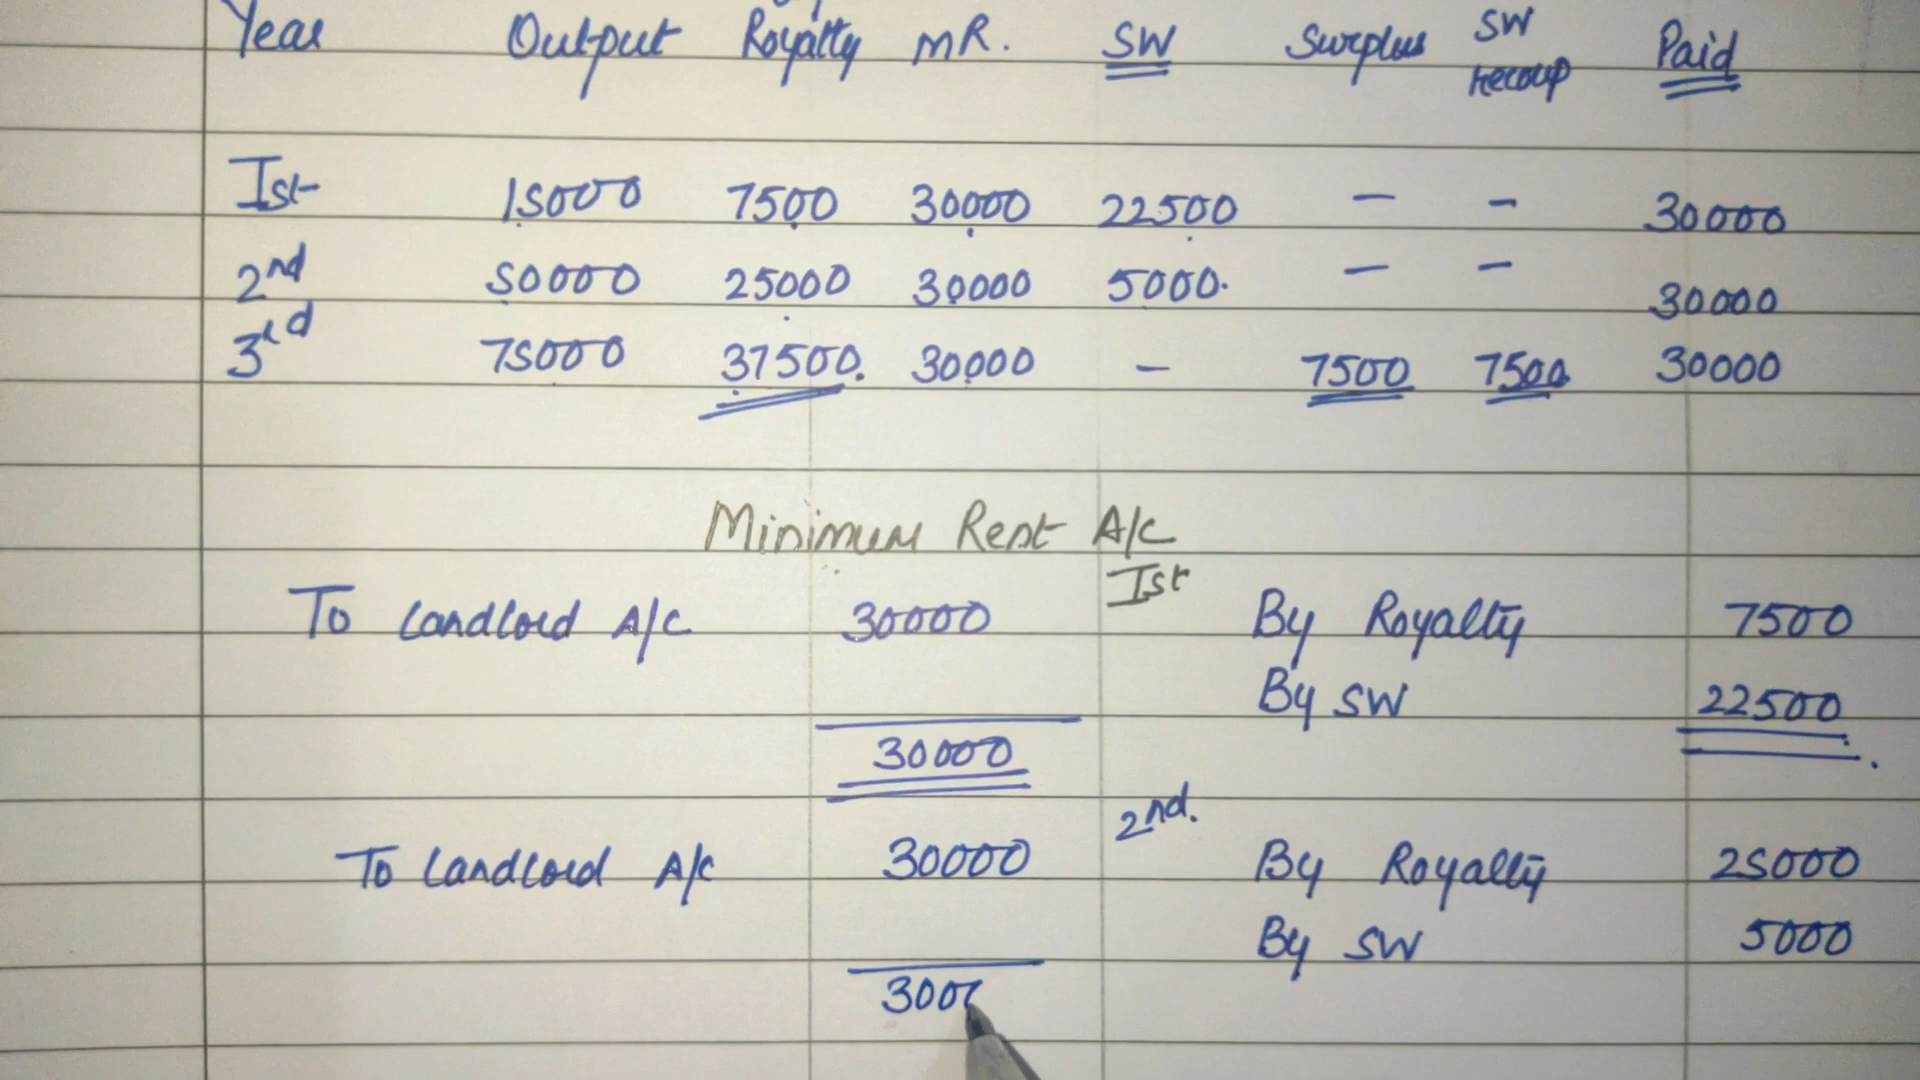 Year Output Royalty MR. SW Surplus SW recoup Paid
Ist 15000 7500 30000 22500 - - 30000
2nd 50000 25000 30000 5000. - - 30000
3rd 75000 37500. 30000 - 7500 7500 30000
Minimum Rent A/c
Ist
To Landlord A/c 30000 By Royalty 7500
By SW 22500
30000
2nd.
To Landlord A/c 30000 By Royalty 25000
By SW 5000
300